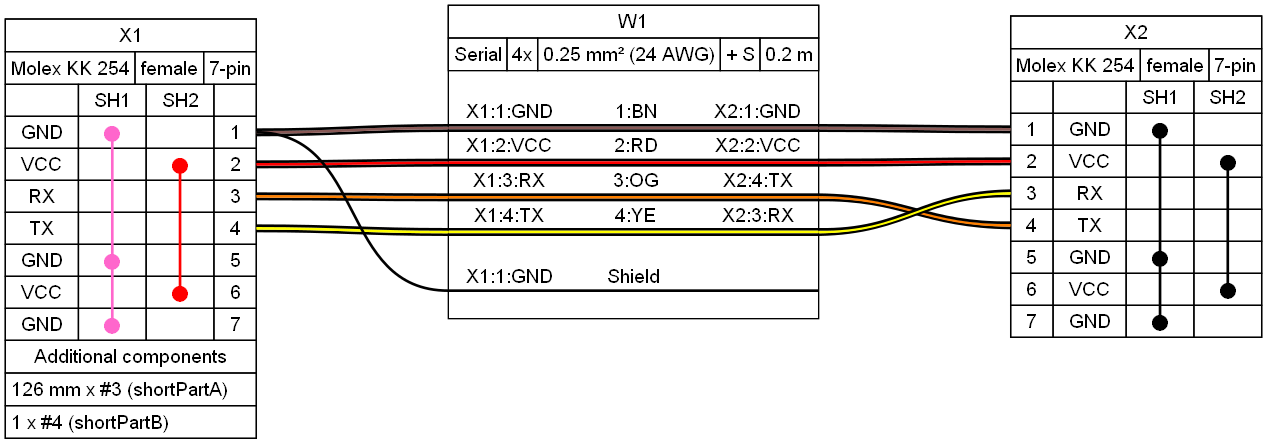 X1
Molex KK 254 female 7-pin
SH1 SH2
GND 1
VCC 2
RX 3
TX 4
GND 5
VCC 6
GND 7
Additional components
126 mm x #3 (shortPartA)
1 x #4 (shortPartB)
W1
Serial 4x 0.25 mm² (24 AWG) + S 0.2 m
X1:1:GND 1:BN X2:1:GND
X1:2:VCC 2:RD X2:2:VCC
X1:3:RX 3:OG X2:4:TX
X1:4:TX 4:YE X2:3:RX
X1:1:GND Shield
X2
Molex KK 254 female 7-pin
SH1 SH2
1 GND
2 VCC
3 RX
4 TX
5 GND
6 VCC
7 GND